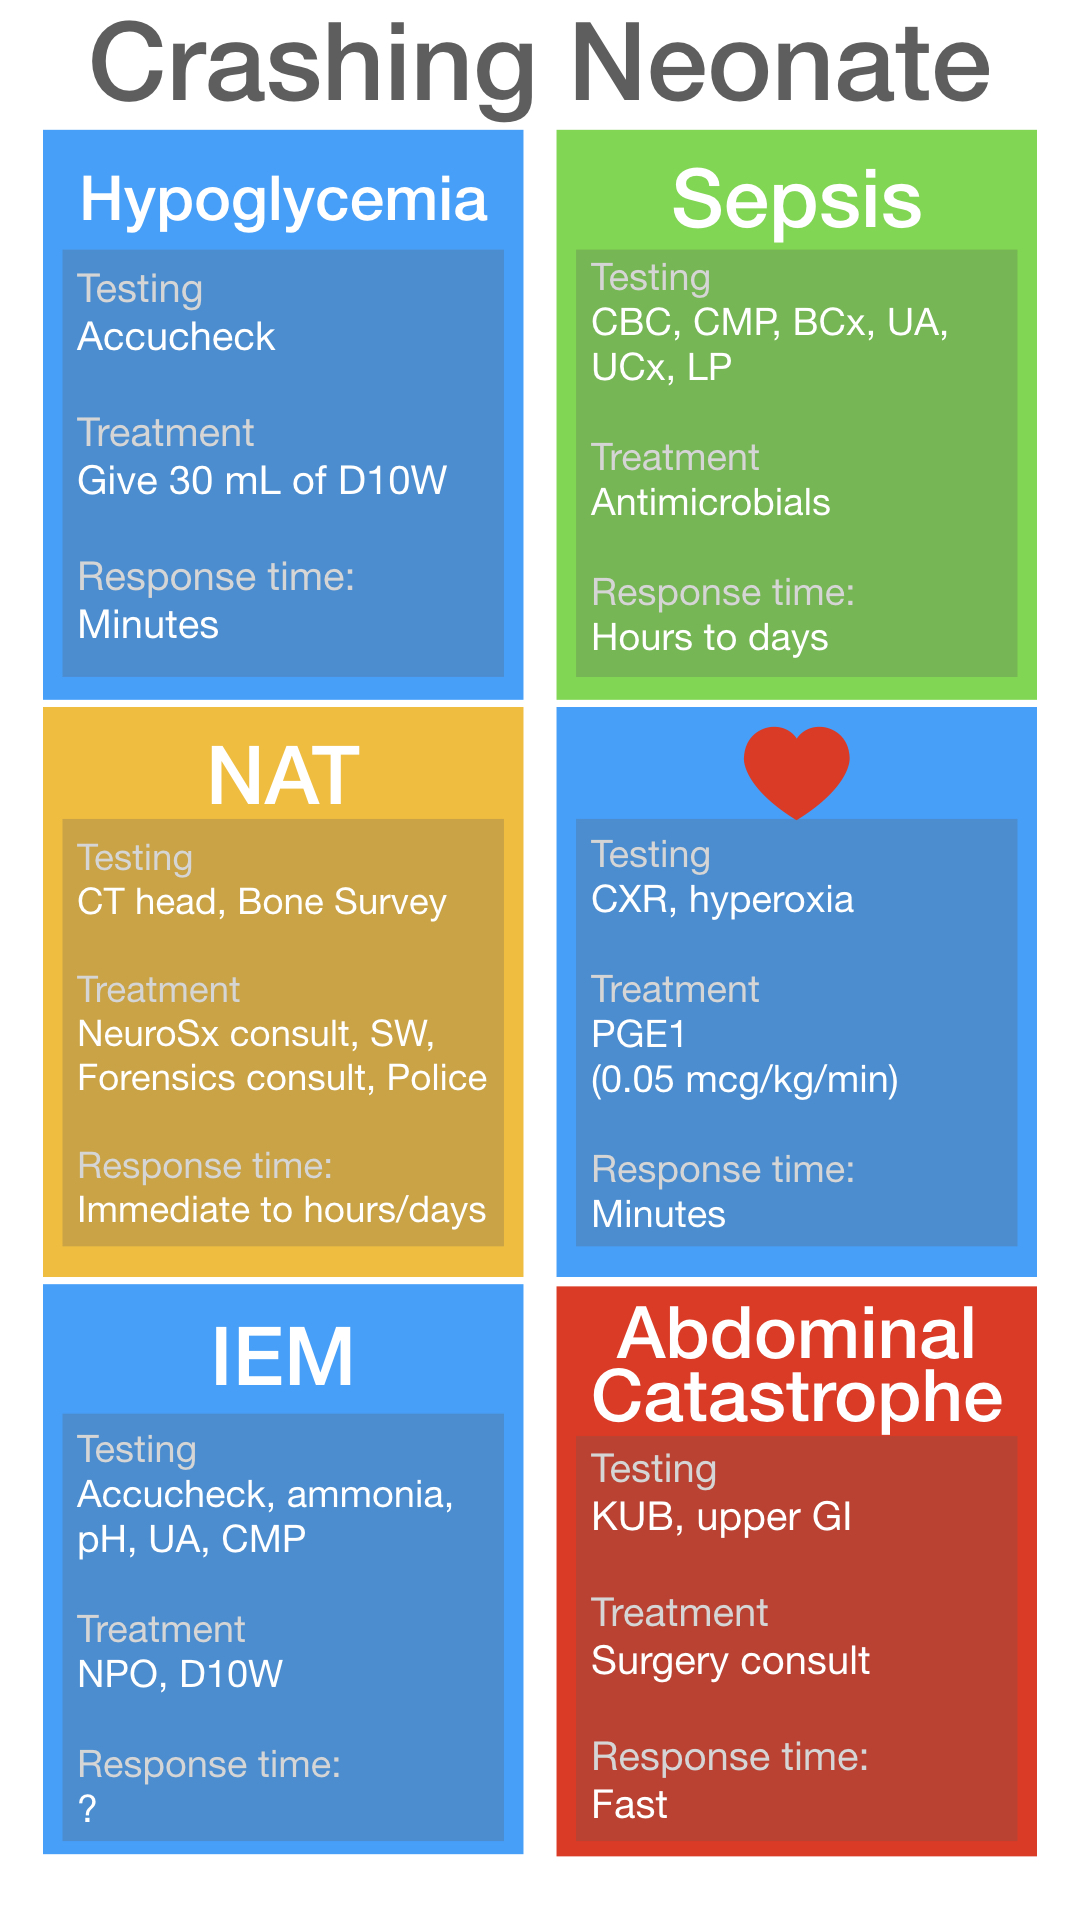 Crashing Neonate
Hypoglycemia
Testing
Accucheck
Treatment
Give 30 mL of D10W
Response time:
Minutes
Sepsis
Testing
CBC, CMP, BCx, UA,
UCx, LP
Treatment
Antimicrobials
Response time:
Hours to days
NAT
Testing
CT head, Bone Survey
Treatment
NeuroSx consult, SW,
Forensics consult, Police
Response time:
Immediate to hours/days
Testing
CXR, hyperoxia
Treatment
PGE1
(0.05 mcg/kg/min)
Response time:
Minutes
IEM
Testing
Accucheck, ammonia,
pH, UA, CMP
Treatment
NPO, D10W
Response time:
?
Abdominal
Catastrophe
Testing
KUB, upper GI
Treatment
Surgery consult
Response time:
Fast